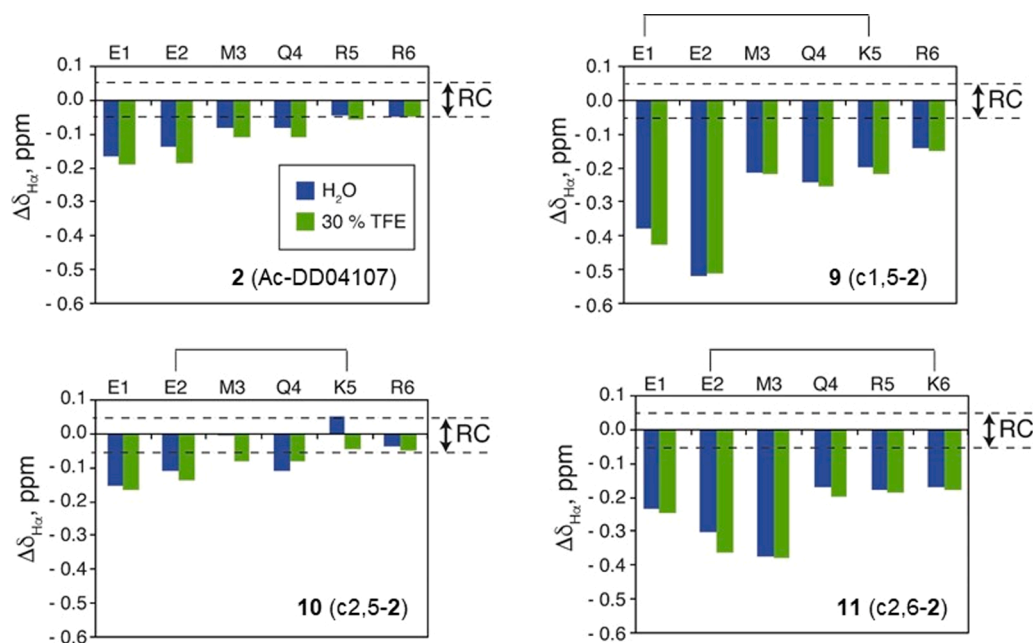 E1 E2 M3 Q4 R5 R6
0.1
0.0
- 0.1
- 0.2
- 0.3
- 0.4
- 0.5
- 0.6
ΔδHα, ppm
RC
H2O
30 % TFE
2 (Ac-DD04107)
E1 E2 M3 Q4 K5 R6
0.1
0.0
- 0.1
- 0.2
- 0.3
- 0.4
- 0.5
- 0.6
ΔδHα, ppm
RC
9 (c1,5-2)
E1 E2 M3 Q4 K5 R6
0.1
0.0
- 0.1
- 0.2
- 0.3
- 0.4
- 0.5
- 0.6
ΔδHα, ppm
RC
10 (c2,5-2)
E1 E2 M3 Q4 R5 K6
0.1
0.0
- 0.1
- 0.2
- 0.3
- 0.4
- 0.5
- 0.6
ΔδHα, ppm
RC
11 (c2,6-2)